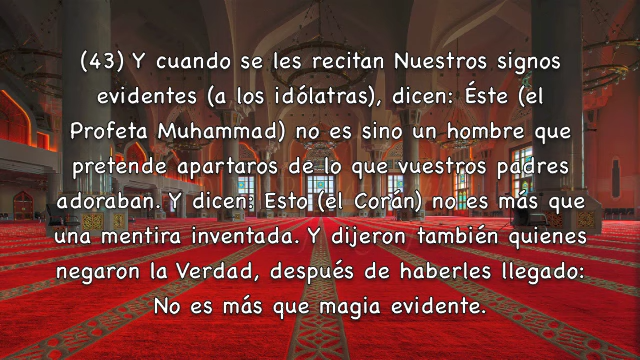 (43) Y cuando se les recitan Nuestros signos
evidentes (a los idólatras), dicen: Éste (el
Profeta Muhammad) no es sino un hombre que
pretende apartaros de lo que vuestros padres
adoraban. Y dicen: Esto (el Corán) no es más que
una mentira inventada. Y dijeron también quienes
negaron la Verdad, después de haberles llegado:
No es más que magia evidente.